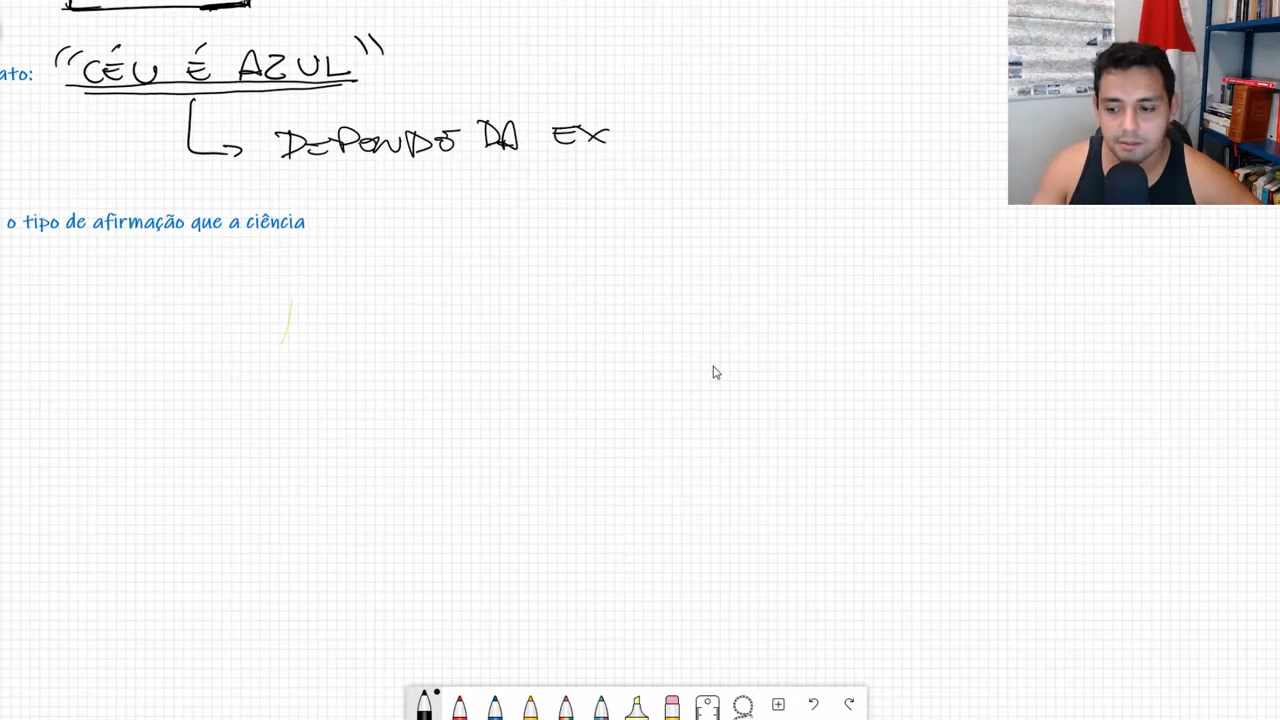 ato: "CÉU É AZUL"
DEPENDE DA EX
o tipo de afirmação que a ciência